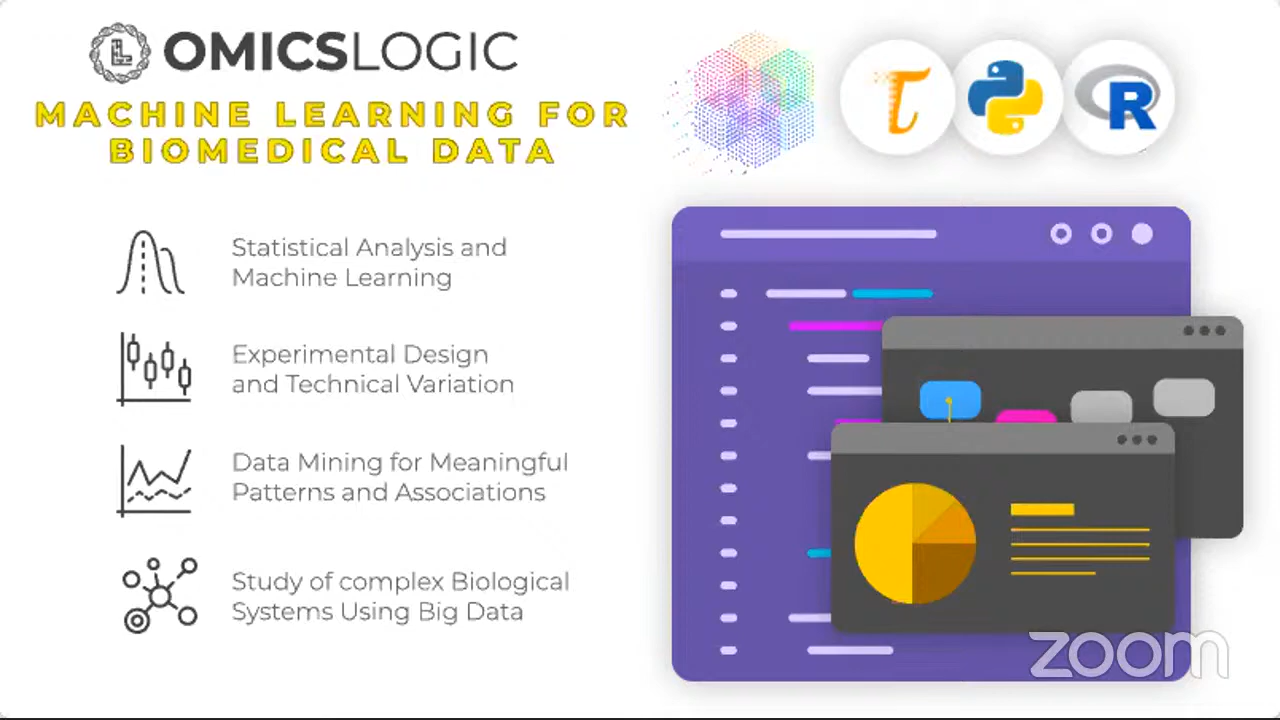 OMICSLOGIC
MACHINE LEARNING FOR
BIOMEDICAL DATA
Statistical Analysis and
Machine Learning
Experimental Design
and Technical Variation
Data Mining for Meaningful
Patterns and Associations
Study of complex Biological
Systems Using Big Data
R
zoom